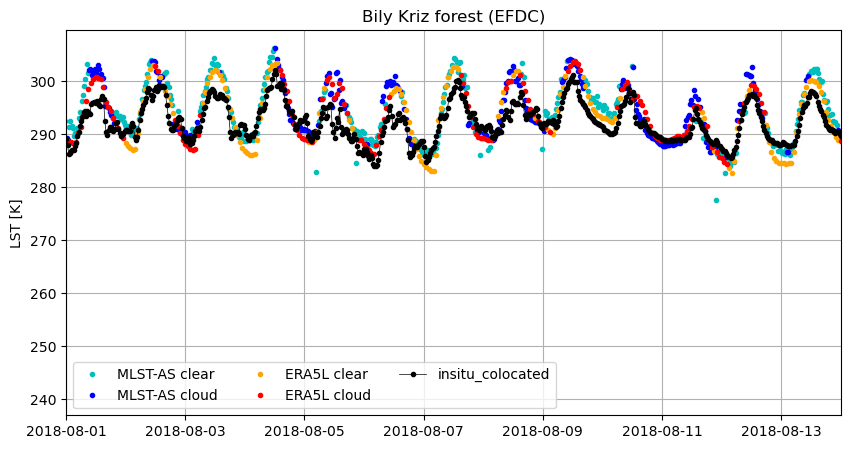 Bily Kriz forest (EFDC)
LST [K]
300
290
280
270
260
250
240
MLST-AS clear
MLST-AS cloud
ERA5L clear
ERA5L cloud
insitu_colocated
2018-08-01 2018-08-03 2018-08-05 2018-08-07 2018-08-09 2018-08-11 2018-08-13